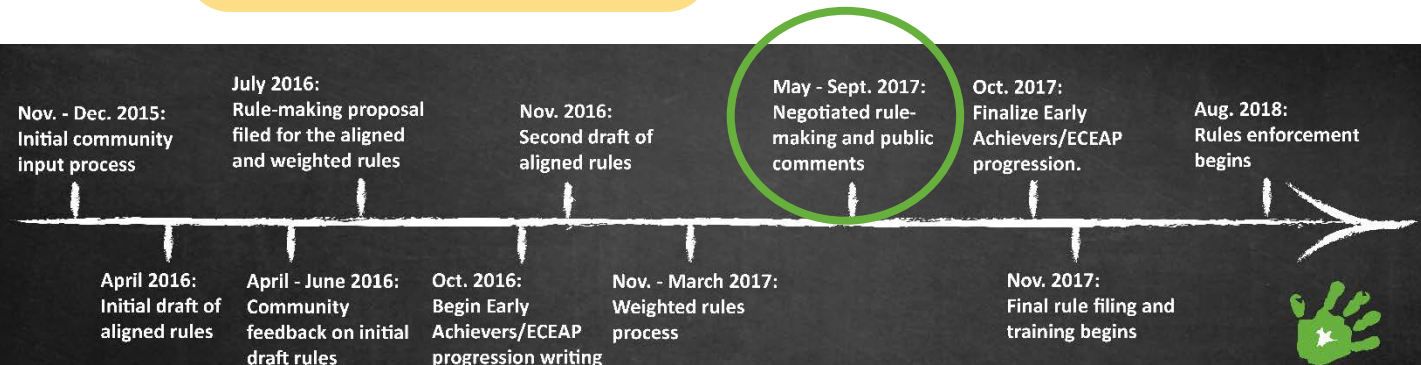 Nov. - Dec. 2015:
Initial community
input process
April 2016:
Initial draft of
aligned rules
April - June 2016:
Community
feedback on initial
draft rules
July 2016:
Rule-making proposal
filed for the aligned
and weighted rules
Oct. 2016:
Begin Early
Achievers/ECEAP
progression writing
Nov. 2016:
Second draft of
aligned rules
Nov. - March 2017:
Weighted rules
process
May - Sept. 2017:
Negotiated rule-
making and public
comments
Oct. 2017:
Finalize Early
Achievers/ECEAP
progression.
Nov. 2017:
Final rule filing and
training begins
Aug. 2018:
Rules enforcement
begins